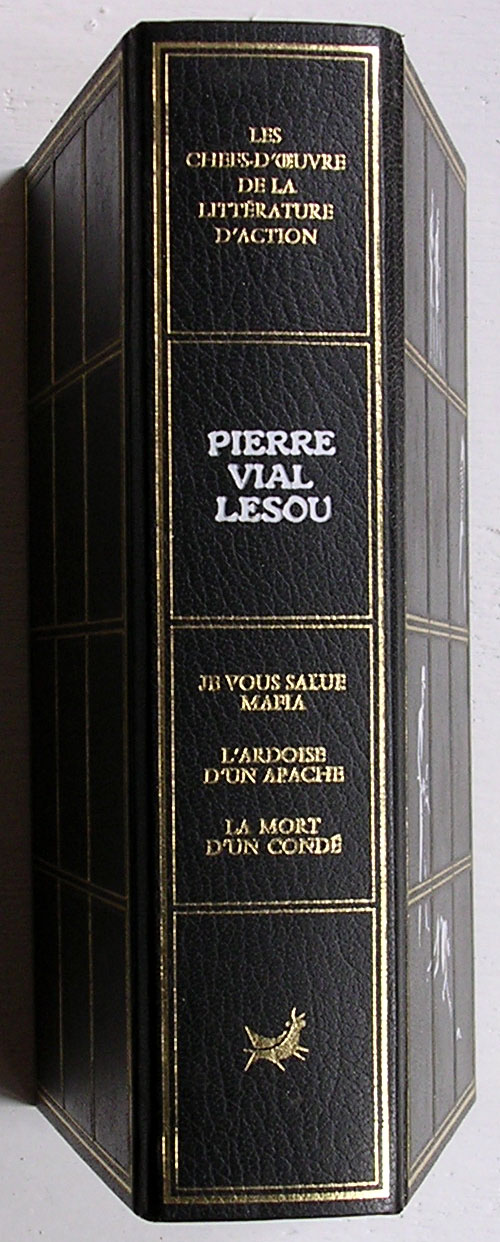 LES
CHEFS-D'ŒUVRE
DE LA
LITTÉRATURE
D'ACTION
PIERRE
VIAL
LESOU
JE VOUS SALUE
MAFIA
L'ARDOISE
D'UN APACHE
LA MORT
D'UN CONDÉ